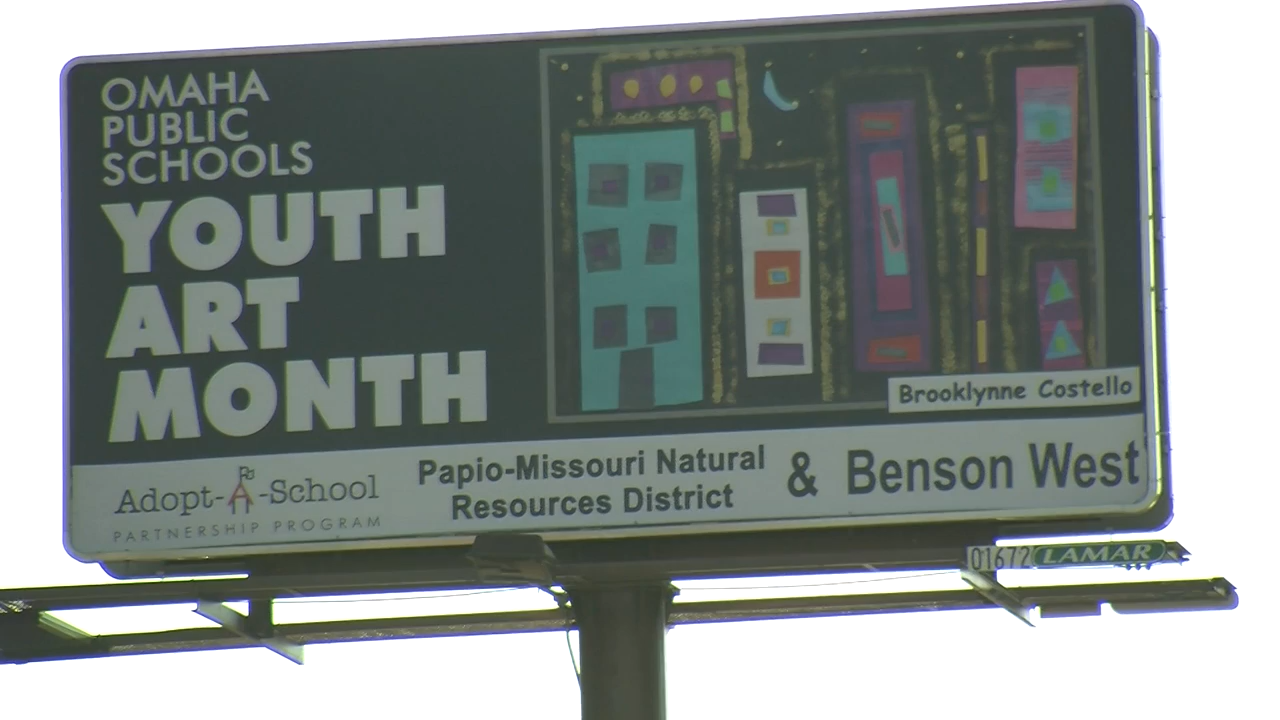 OMAHA
PUBLIC
SCHOOLS
YOUTH
ART
MONTH
Brooklynne Costello
Adopt-A-School
PARTNERSHIP PROGRAM
Papio-Missouri Natural
Resources District
& Benson West
01672 LAMAR